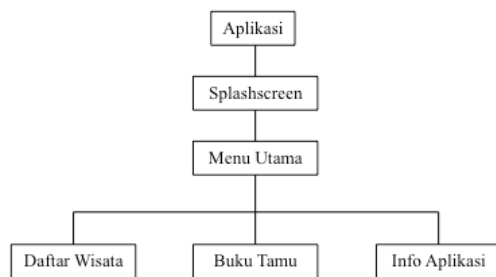 Aplikasi
Splashscreen
Menu Utama
Daftar Wisata
Buku Tamu
Info Aplikasi